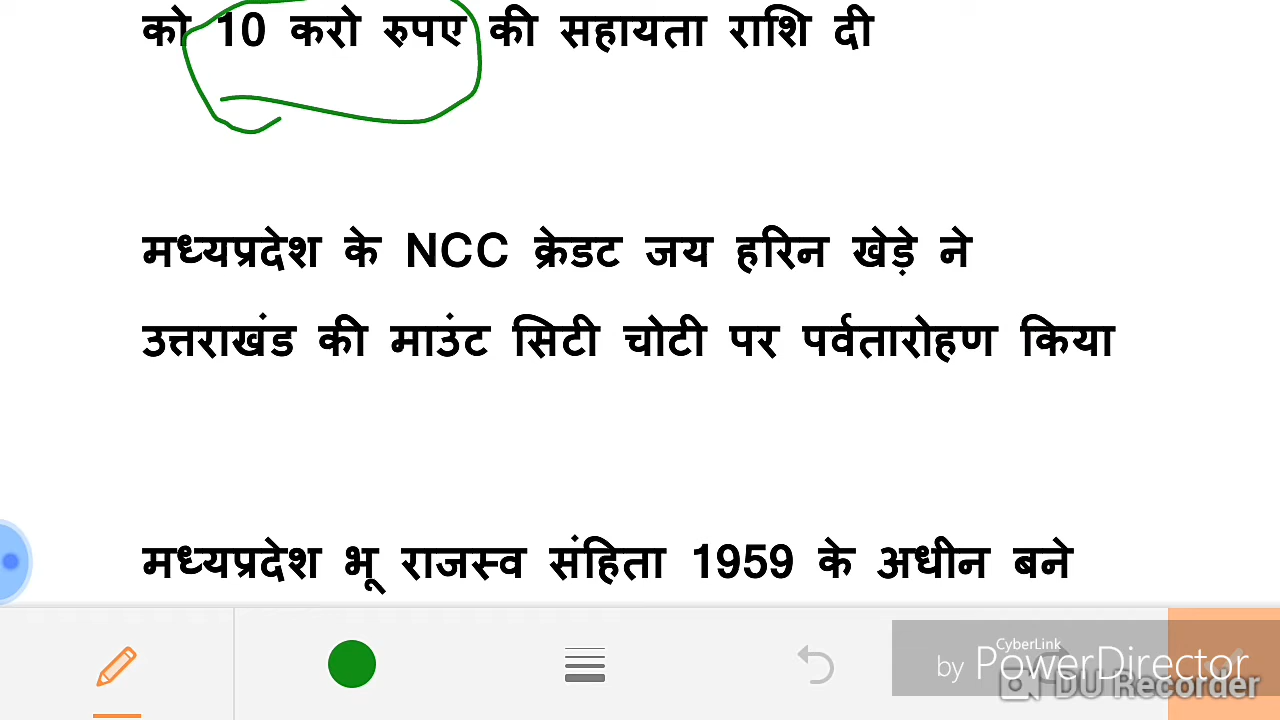 को 10 करो रुपए की सहायता राशि दी
मध्यप्रदेश के NCC क्रेडट जय हरिन खेड़े ने
उत्तराखंड की माउंट सिटी चोटी पर पर्वतारोहण किया
मध्यप्रदेश भू राजस्व संहिता 1959 के अधीन बने
CyberLink
by PowerDirector
DU Recorder